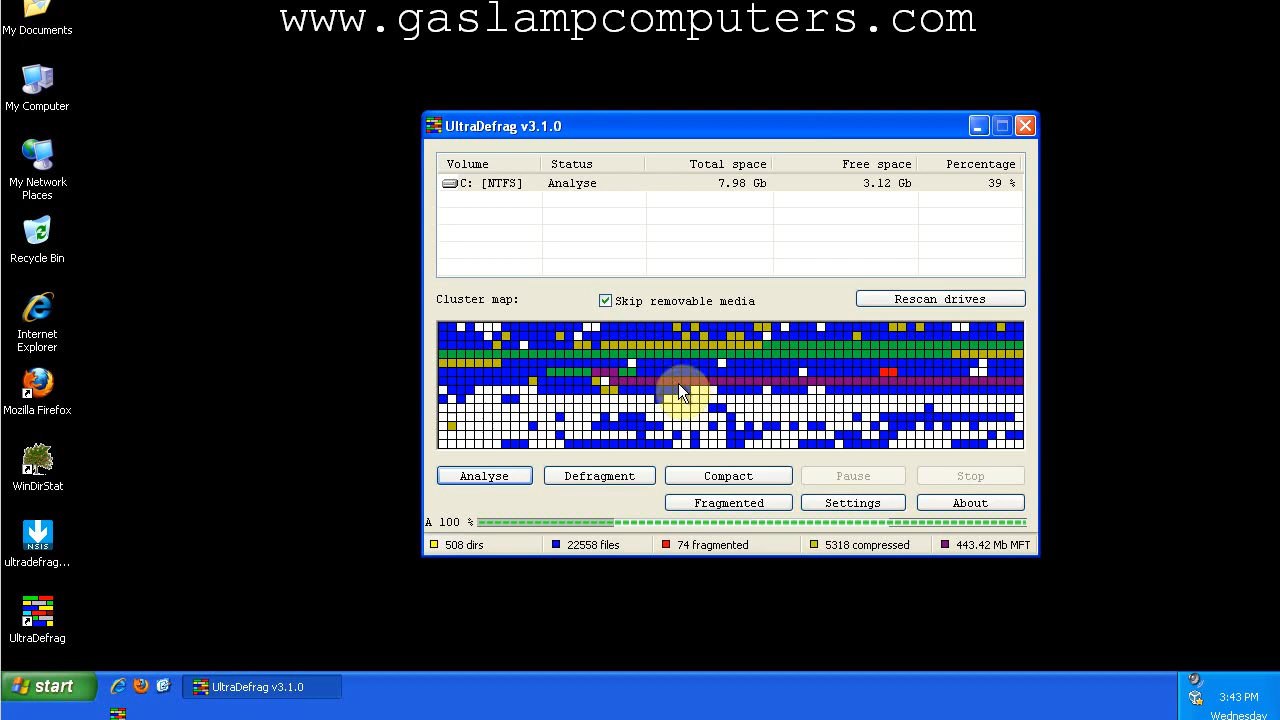 www.gaslampcomputers.com
My Documents
My Computer
My Network
Places
Recycle Bin
Internet
Explorer
Mozilla Firefox
WinDirStat
NSIS
ultradefrag...
UltraDefrag
UltraDefrag v3.1.0
Volume Status Total space Free space Percentage
C: [NTFS] Analyse 7.98 Gb 3.12 Gb 39 %
Cluster map: Skip removable media Rescan drives
Analyse Defragment Compact Pause Stop
Fragmented Settings About
A 100 %
508 dirs 22558 files 74 fragmented 5318 compressed 443.42 Mb MFT
start UltraDefrag v3.1.0 3:43 PM
Wednesday